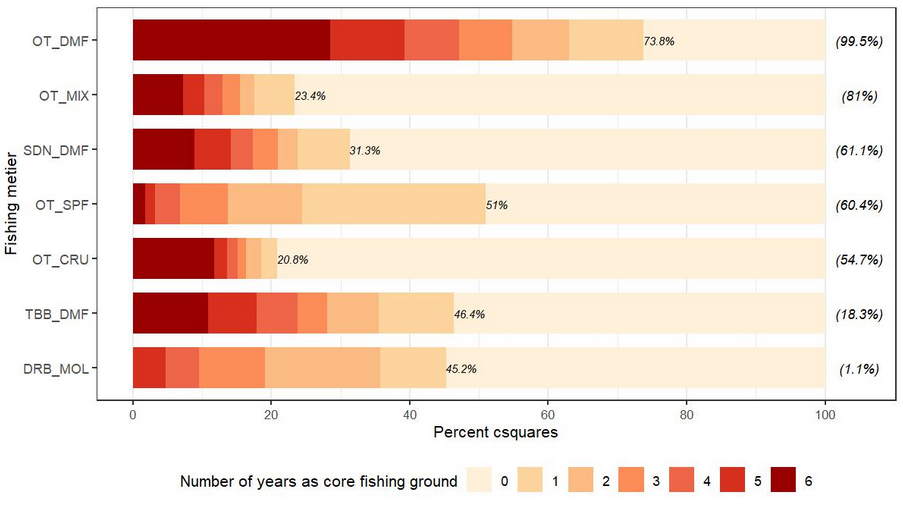 Fishing metier
OT_DMF 73.8% (99.5%)
OT_MIX 23.4% (81%)
SDN_DMF 31.3% (61.1%)
OT_SPF 51% (60.4%)
OT_CRU 20.8% (54.7%)
TBB_DMF 46.4% (18.3%)
DRB_MOL 45.2% (1.1%)
0 20 40 60 80 100
Percent csquares
Number of years as core fishing ground 0 1 2 3 4 5 6